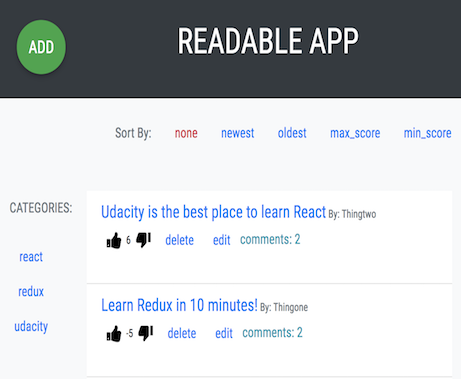 ADD
READABLE APP
Sort By: none newest oldest max_score min_score
CATEGORIES:
react
redux
udacity
Udacity is the best place to learn React By: Thingtwo
6 delete edit comments: 2
Learn Redux in 10 minutes! By: Thingone
-5 delete edit comments: 2